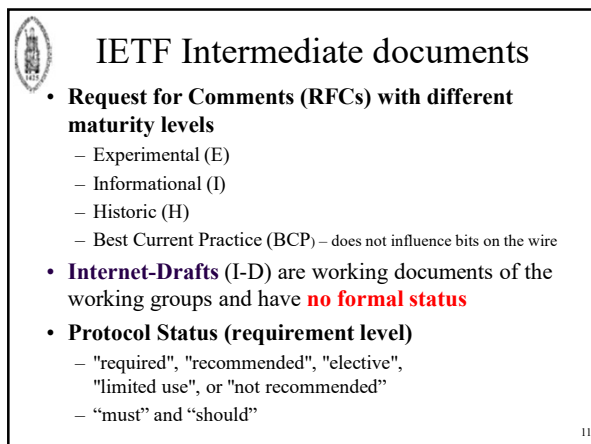 IETF Intermediate documents
• Request for Comments (RFCs) with different
maturity levels
– Experimental (E)
– Informational (I)
– Historic (H)
– Best Current Practice (BCP) – does not influence bits on the wire
• Internet-Drafts (I-D) are working documents of the
working groups and have no formal status
• Protocol Status (requirement level)
– "required", "recommended", "elective",
"limited use", or "not recommended”
– “must” and “should”
11